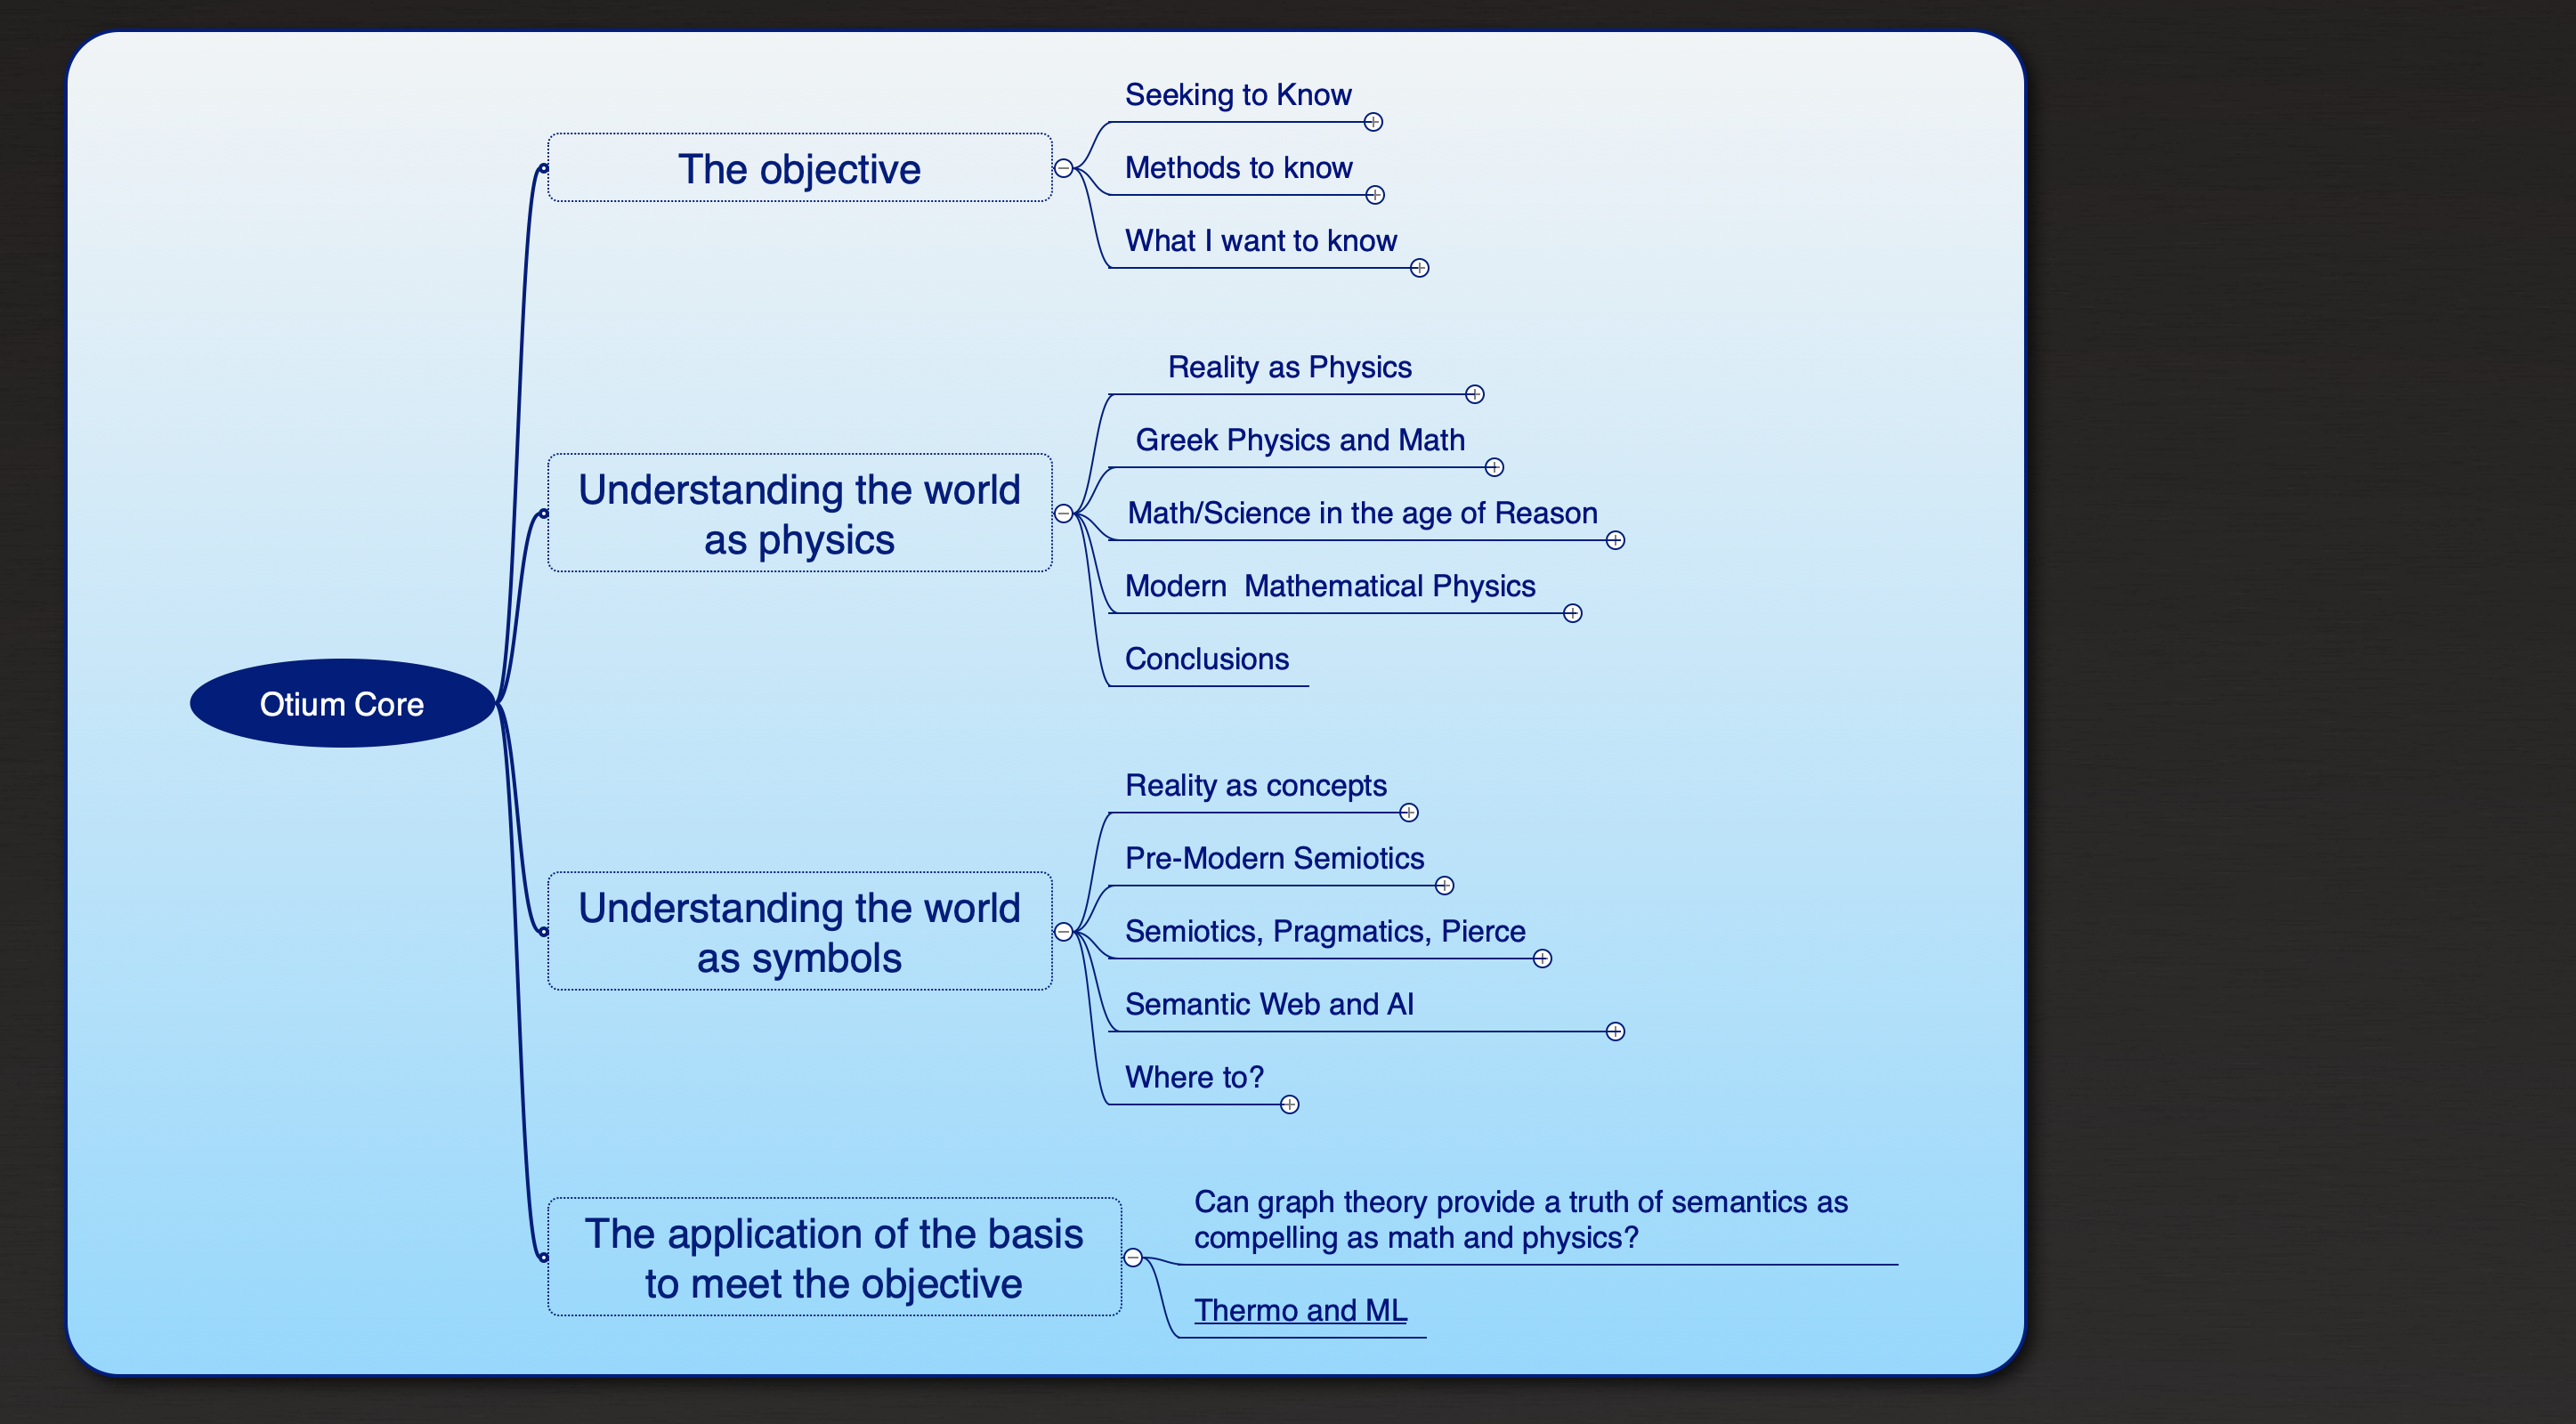 Seeking to Know
The objective
Methods to know
What I want to know
Reality as Physics
Greek Physics and Math
Understanding the world
as physics
Math/Science in the age of Reason
Modern  Mathematical Physics
Conclusions
Otium Core
Reality as concepts
Pre-Modern Semiotics
Understanding the world
as symbols
Semiotics, Pragmatics, Pierce
Semantic Web and AI
Where to?
The application of the basis
to meet the objective
Can graph theory provide a truth of semantics as
compelling as math and physics?
Thermo and ML